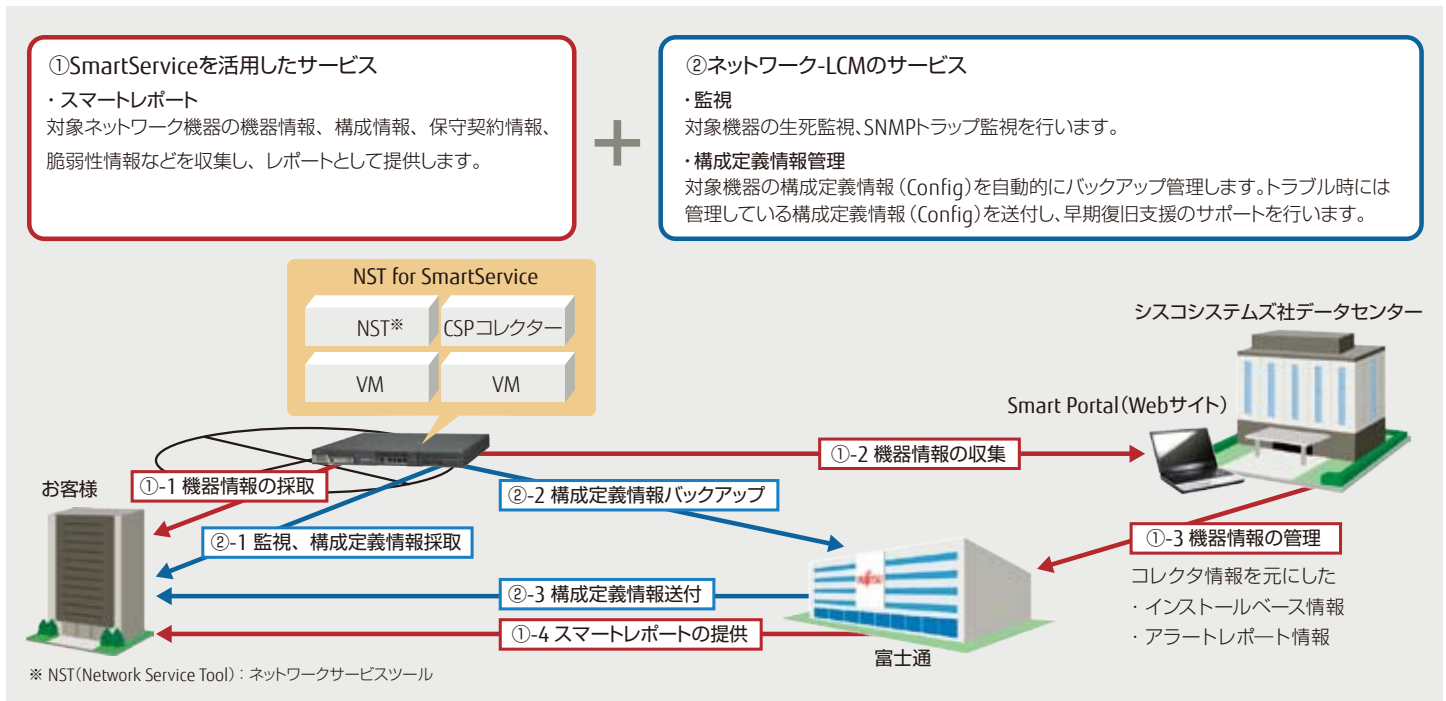 ①SmartServiceを活用したサービス
・スマートレポート
対象ネットワーク機器の機器情報、構成情報、保守契約情報、
脆弱性情報などを収集し、レポートとして提供します。
+
②ネットワーク-LCMのサービス
・監視
対象機器の生死監視、SNMPトラップ監視を行います。
・構成定義情報管理
対象機器の構成定義情報(Config)を自動的にバックアップ管理します。トラブル時には
管理している構成定義情報(Config)を送付し、早期復旧支援のサポートを行います。
NST for SmartService
NST※
CSPコレクター
VM
VM
シスコシステムズ社データセンター
Smart Portal(Webサイト)
①-2 機器情報の収集
お客様
①-1 機器情報の採取
②-2 構成定義情報バックアップ
②-1 監視、構成定義情報採取
①-3 機器情報の管理
コレクタ情報を元にした
・インストールベース情報
・アラートレポート情報
FUJITSU
②-3 構成定義情報送付
①-4 スマートレポートの提供
富士通
※ NST(Network Service Tool):ネットワークサービスツール